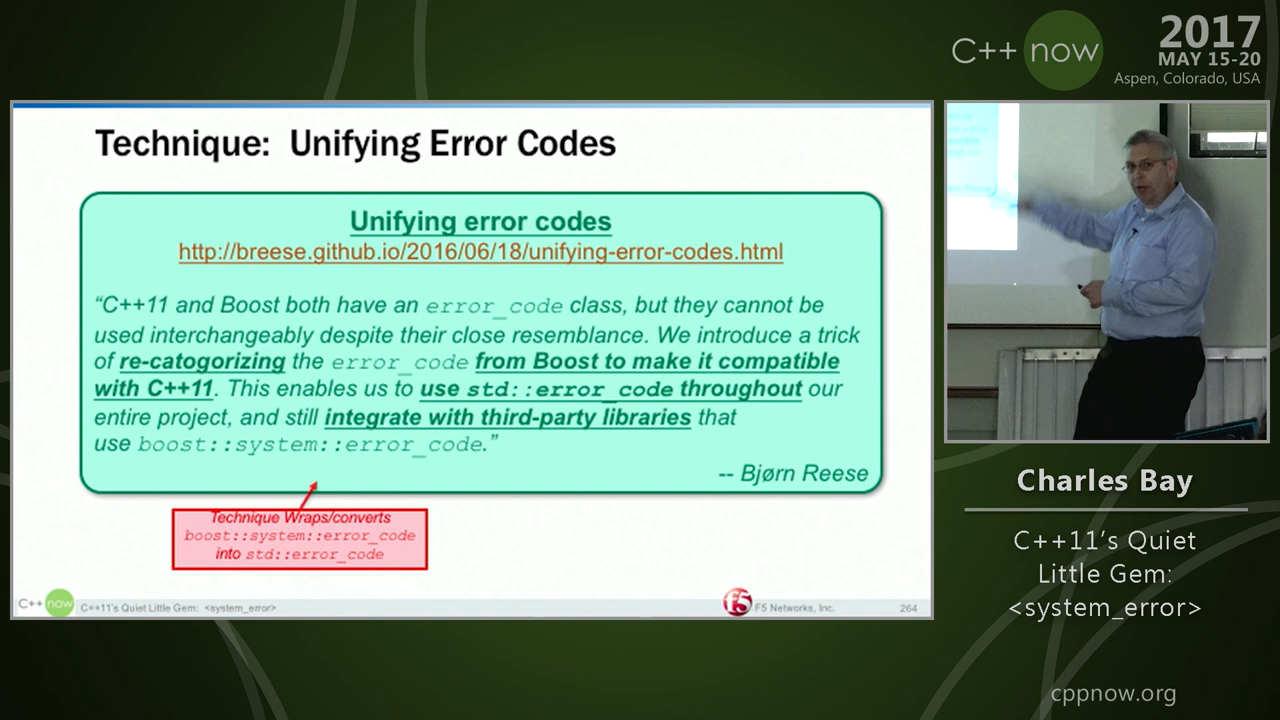 C++ now
2017
MAY 15-20
Aspen, Colorado, USA
Technique: Unifying Error Codes
Unifying error codes
http://breese.github.io/2016/06/18/unifying-error-codes.html
“C++11 and Boost both have an error_code class, but they cannot be
used interchangeably despite their close resemblance. We introduce a trick
of re-catogorizing the error_code from Boost to make it compatible
with C++11. This enables us to use std::error_code throughout our
entire project, and still integrate with third-party libraries that
use boost::system::error_code.”
-- Bjørn Reese
Technique Wraps/converts
boost::system::error_code
into std::error_code
C++ now
C++11's Quiet Little Gem: <system_error>
f5
F5 Networks, Inc.
264
Charles Bay
C++11’s Quiet
Little Gem:
<system_error>
cppnow.org